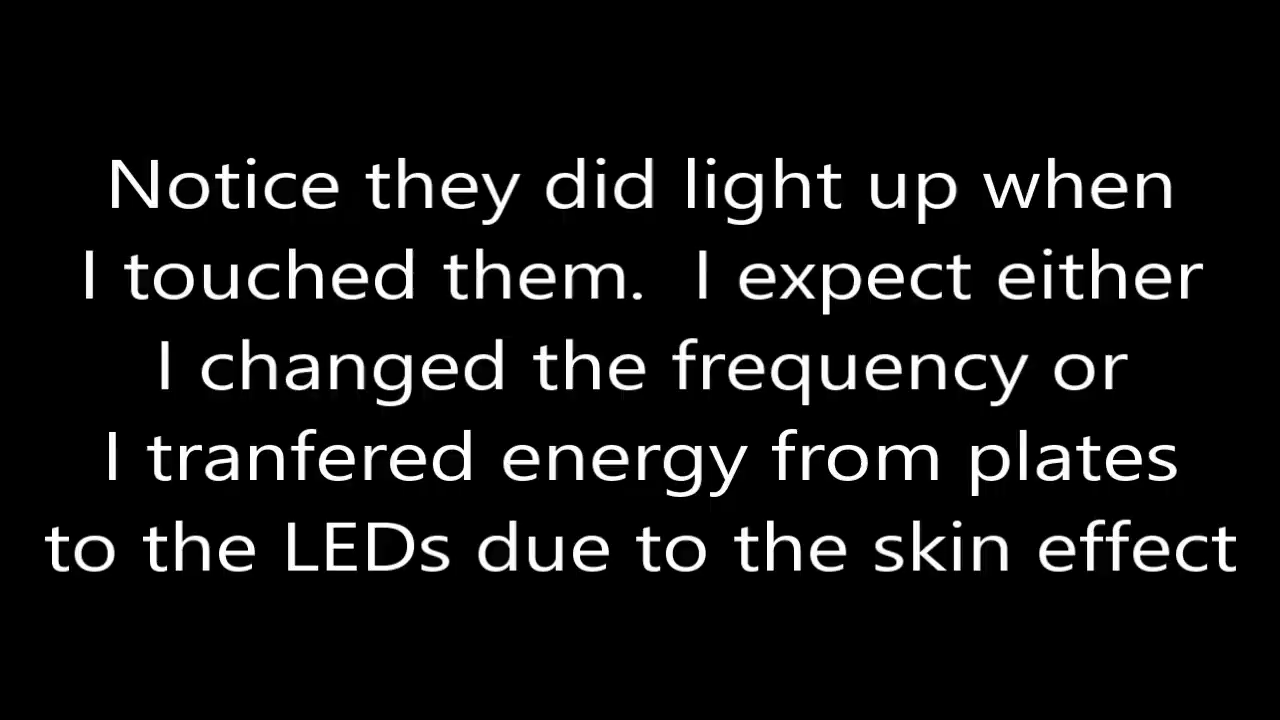 Notice they did light up when
I touched them.  I expect either
I changed the frequency or
I tranfered energy from plates
to the LEDs due to the skin effect